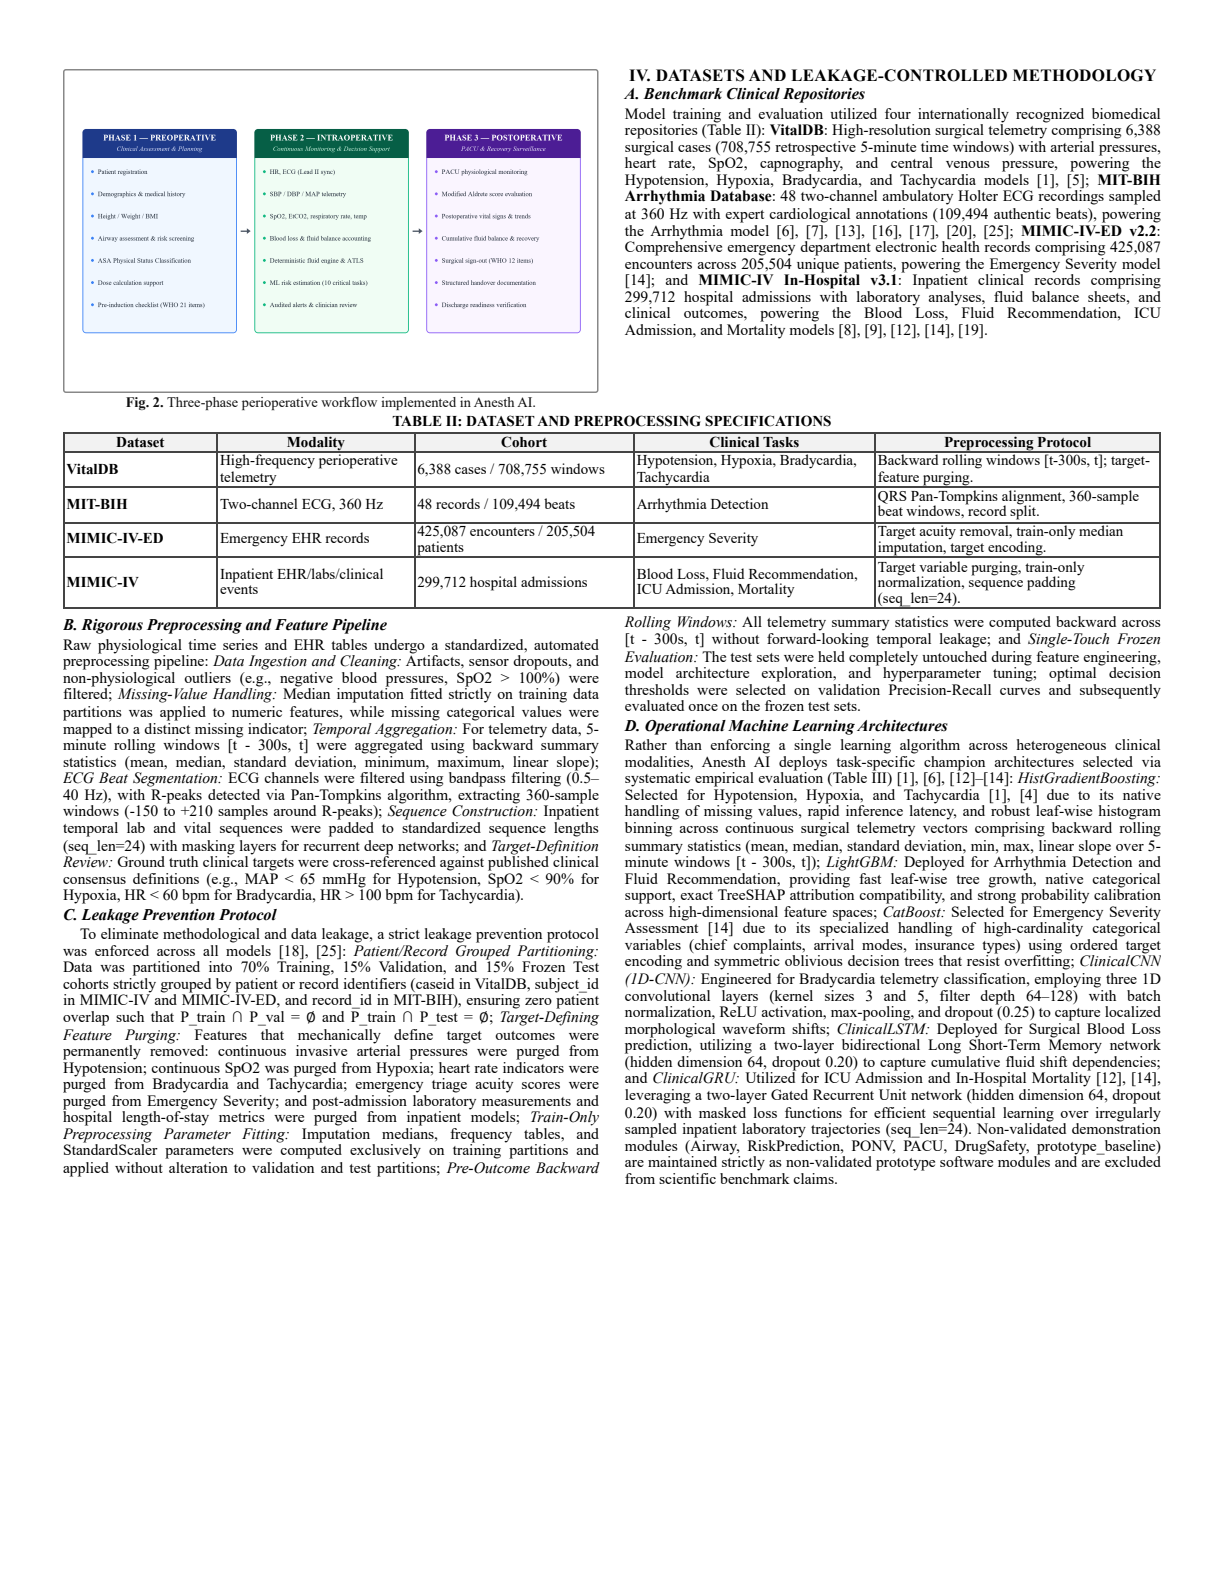 PHASE 1 — PREOPERATIVE
Clinical Assessment & Planning
Patient registration
Demographics & medical history
Height / Weight / BMI
Airway assessment & risk screening
ASA Physical Status Classification
Dose calculation support
Pre-induction checklist (WHO 21 items)
PHASE 2 — INTRAOPERATIVE
Continuous Monitoring & Decision Support
HR, ECG (Lead II sync)
SBP / DBP / MAP telemetry
SpO2, EtCO2, respiratory rate, temp
Blood loss & fluid balance accounting
Deterministic fluid engine & ATLS
ML risk estimation (10 critical tasks)
Audited alerts & clinician review
PHASE 3 — POSTOPERATIVE
PACU & Recovery Surveillance
PACU physiological monitoring
Modified Aldrete score evaluation
Postoperative vital signs & trends
Cumulative fluid balance & recovery
Surgical sign-out (WHO 12 items)
Structured handover documentation
Discharge readiness verification
Fig. 2. Three-phase perioperative workflow implemented in Anesth AI.
IV. DATASETS AND LEAKAGE-CONTROLLED METHODOLOGY
A. Benchmark Clinical Repositories
Model training and evaluation utilized four internationally recognized biomedical
repositories (Table II): VitalDB: High-resolution surgical telemetry comprising 6,388
surgical cases (708,755 retrospective 5-minute time windows) with arterial pressures,
heart rate, SpO2, capnography, and central venous pressure, powering the
Hypotension, Hypoxia, Bradycardia, and Tachycardia models [1], [5]; MIT-BIH
Arrhythmia Database: 48 two-channel ambulatory Holter ECG recordings sampled
at 360 Hz with expert cardiological annotations (109,494 authentic beats), powering
the Arrhythmia model [6], [7], [13], [16], [17], [20], [25]; MIMIC-IV-ED v2.2:
Comprehensive emergency department electronic health records comprising 425,087
encounters across 205,504 unique patients, powering the Emergency Severity model
[14]; and MIMIC-IV In-Hospital v3.1: Inpatient clinical records comprising
299,712 hospital admissions with laboratory analyses, fluid balance sheets, and
clinical outcomes, powering the Blood Loss, Fluid Recommendation, ICU
Admission, and Mortality models [8], [9], [12], [14], [19].
TABLE II: DATASET AND PREPROCESSING SPECIFICATIONS
Dataset Modality Cohort Clinical Tasks Preprocessing Protocol
VitalDB High-frequency perioperative telemetry 6,388 cases / 708,755 windows Hypotension, Hypoxia, Bradycardia, Tachycardia Backward rolling windows [t-300s, t]; target-feature purging.
MIT-BIH Two-channel ECG, 360 Hz 48 records / 109,494 beats Arrhythmia Detection QRS Pan-Tompkins alignment, 360-sample beat windows, record split.
MIMIC-IV-ED Emergency EHR records 425,087 encounters / 205,504 patients Emergency Severity Target acuity removal, train-only median imputation, target encoding.
MIMIC-IV Inpatient EHR/labs/clinical events 299,712 hospital admissions Blood Loss, Fluid Recommendation, ICU Admission, Mortality Target variable purging, train-only normalization, sequence padding (seq_len=24).
B. Rigorous Preprocessing and Feature Pipeline
Raw physiological time series and EHR tables undergo a standardized, automated
preprocessing pipeline: Data Ingestion and Cleaning: Artifacts, sensor dropouts, and
non-physiological outliers (e.g., negative blood pressures, SpO2 > 100%) were
filtered; Missing-Value Handling: Median imputation fitted strictly on training data
partitions was applied to numeric features, while missing categorical values were
mapped to a distinct missing indicator; Temporal Aggregation: For telemetry data, 5-
minute rolling windows [t - 300s, t] were aggregated using backward summary
statistics (mean, median, standard deviation, minimum, maximum, linear slope);
ECG Beat Segmentation: ECG channels were filtered using bandpass filtering (0.5–
40 Hz), with R-peaks detected via Pan-Tompkins algorithm, extracting 360-sample
windows (-150 to +210 samples around R-peaks); Sequence Construction: Inpatient
temporal lab and vital sequences were padded to standardized sequence lengths
(seq_len=24) with masking layers for recurrent deep networks; and Target-Definition
Review: Ground truth clinical targets were cross-referenced against published clinical
consensus definitions (e.g., MAP < 65 mmHg for Hypotension, SpO2 < 90% for
Hypoxia, HR < 60 bpm for Bradycardia, HR > 100 bpm for Tachycardia).
C. Leakage Prevention Protocol
To eliminate methodological and data leakage, a strict leakage prevention protocol
was enforced across all models [18], [25]: Patient/Record Grouped Partitioning:
Data was partitioned into 70% Training, 15% Validation, and 15% Frozen Test
cohorts strictly grouped by patient or record identifiers (caseid in VitalDB, subject_id
in MIMIC-IV and MIMIC-IV-ED, and record_id in MIT-BIH), ensuring zero patient
overlap such that P_train ∩ P_val = ∅ and P_train ∩ P_test = ∅; Target-Defining
Feature Purging: Features that mechanically define target outcomes were
permanently removed: continuous invasive arterial pressures were purged from
Hypotension; continuous SpO2 was purged from Hypoxia; heart rate indicators were
purged from Bradycardia and Tachycardia; emergency triage acuity scores were
purged from Emergency Severity; and post-admission laboratory measurements and
hospital length-of-stay metrics were purged from inpatient models; Train-Only
Preprocessing Parameter Fitting: Imputation medians, frequency tables, and
StandardScaler parameters were computed exclusively on training partitions and
applied without alteration to validation and test partitions; Pre-Outcome Backward
Rolling Windows: All telemetry summary statistics were computed backward across
[t - 300s, t] without forward-looking temporal leakage; and Single-Touch Frozen
Evaluation: The test sets were held completely untouched during feature engineering,
model architecture exploration, and hyperparameter tuning; optimal decision
thresholds were selected on validation Precision-Recall curves and subsequently
evaluated once on the frozen test sets.
D. Operational Machine Learning Architectures
Rather than enforcing a single learning algorithm across heterogeneous clinical
modalities, Anesth AI deploys task-specific champion architectures selected via
systematic empirical evaluation (Table III) [1], [6], [12]–[14]: HistGradientBoosting:
Selected for Hypotension, Hypoxia, and Tachycardia [1], [4] due to its native
handling of missing values, rapid inference latency, and robust leaf-wise histogram
binning across continuous surgical telemetry vectors comprising backward rolling
summary statistics (mean, median, standard deviation, min, max, linear slope over 5-
minute windows [t - 300s, t]); LightGBM: Deployed for Arrhythmia Detection and
Fluid Recommendation, providing fast leaf-wise tree growth, native categorical
support, exact TreeSHAP attribution compatibility, and strong probability calibration
across high-dimensional feature spaces; CatBoost: Selected for Emergency Severity
Assessment [14] due to its specialized handling of high-cardinality categorical
variables (chief complaints, arrival modes, insurance types) using ordered target
encoding and symmetric oblivious decision trees that resist overfitting; ClinicalCNN
(1D-CNN): Engineered for Bradycardia telemetry classification, employing three 1D
convolutional layers (kernel sizes 3 and 5, filter depth 64–128) with batch
normalization, ReLU activation, max-pooling, and dropout (0.25) to capture localized
morphological waveform shifts; ClinicalLSTM: Deployed for Surgical Blood Loss
prediction, utilizing a two-layer bidirectional Long Short-Term Memory network
(hidden dimension 64, dropout 0.20) to capture cumulative fluid shift dependencies;
and ClinicalGRU: Utilized for ICU Admission and In-Hospital Mortality [12], [14],
leveraging a two-layer Gated Recurrent Unit network (hidden dimension 64, dropout
0.20) with masked loss functions for efficient sequential learning over irregularly
sampled inpatient laboratory trajectories (seq_len=24). Non-validated demonstration
modules (Airway, RiskPrediction, PONV, PACU, DrugSafety, prototype_baseline)
are maintained strictly as non-validated prototype software modules and are excluded
from scientific benchmark claims.